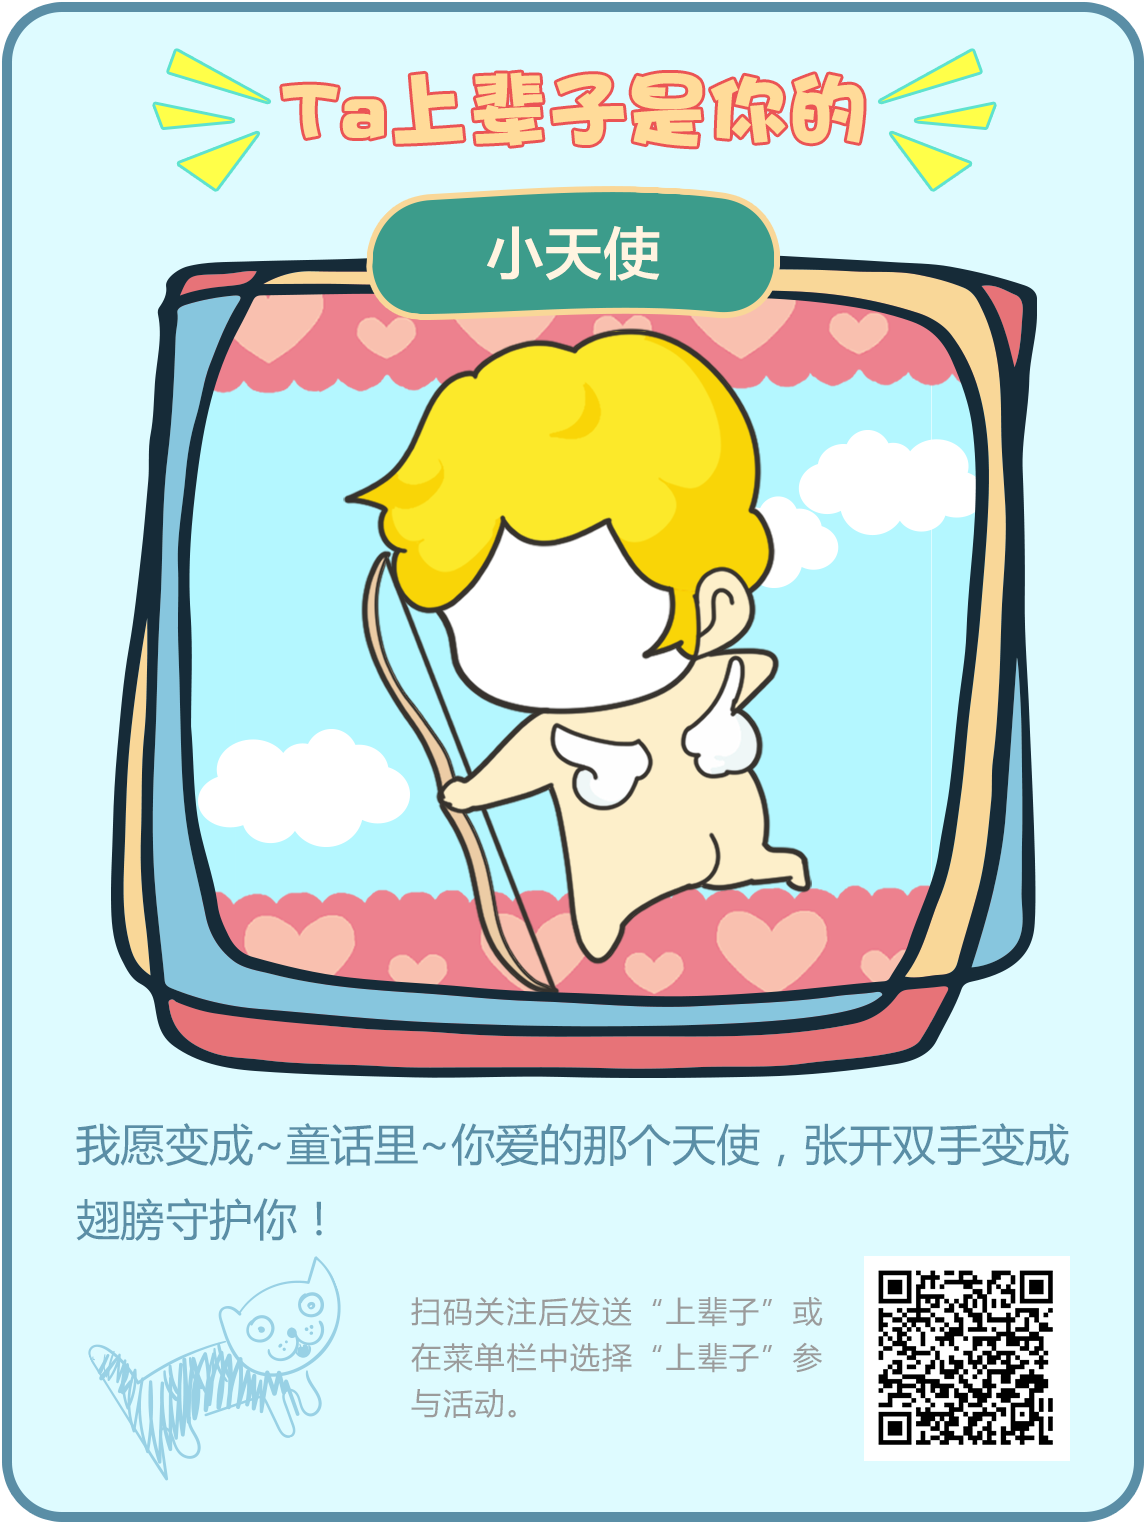 Ta上辈子是你的
小天使
我愿变成~童话里~你爱的那个天使，张开双手变成
翅膀守护你！
扫码关注后发送“上辈子”或
在菜单栏中选择“上辈子”参
与活动。